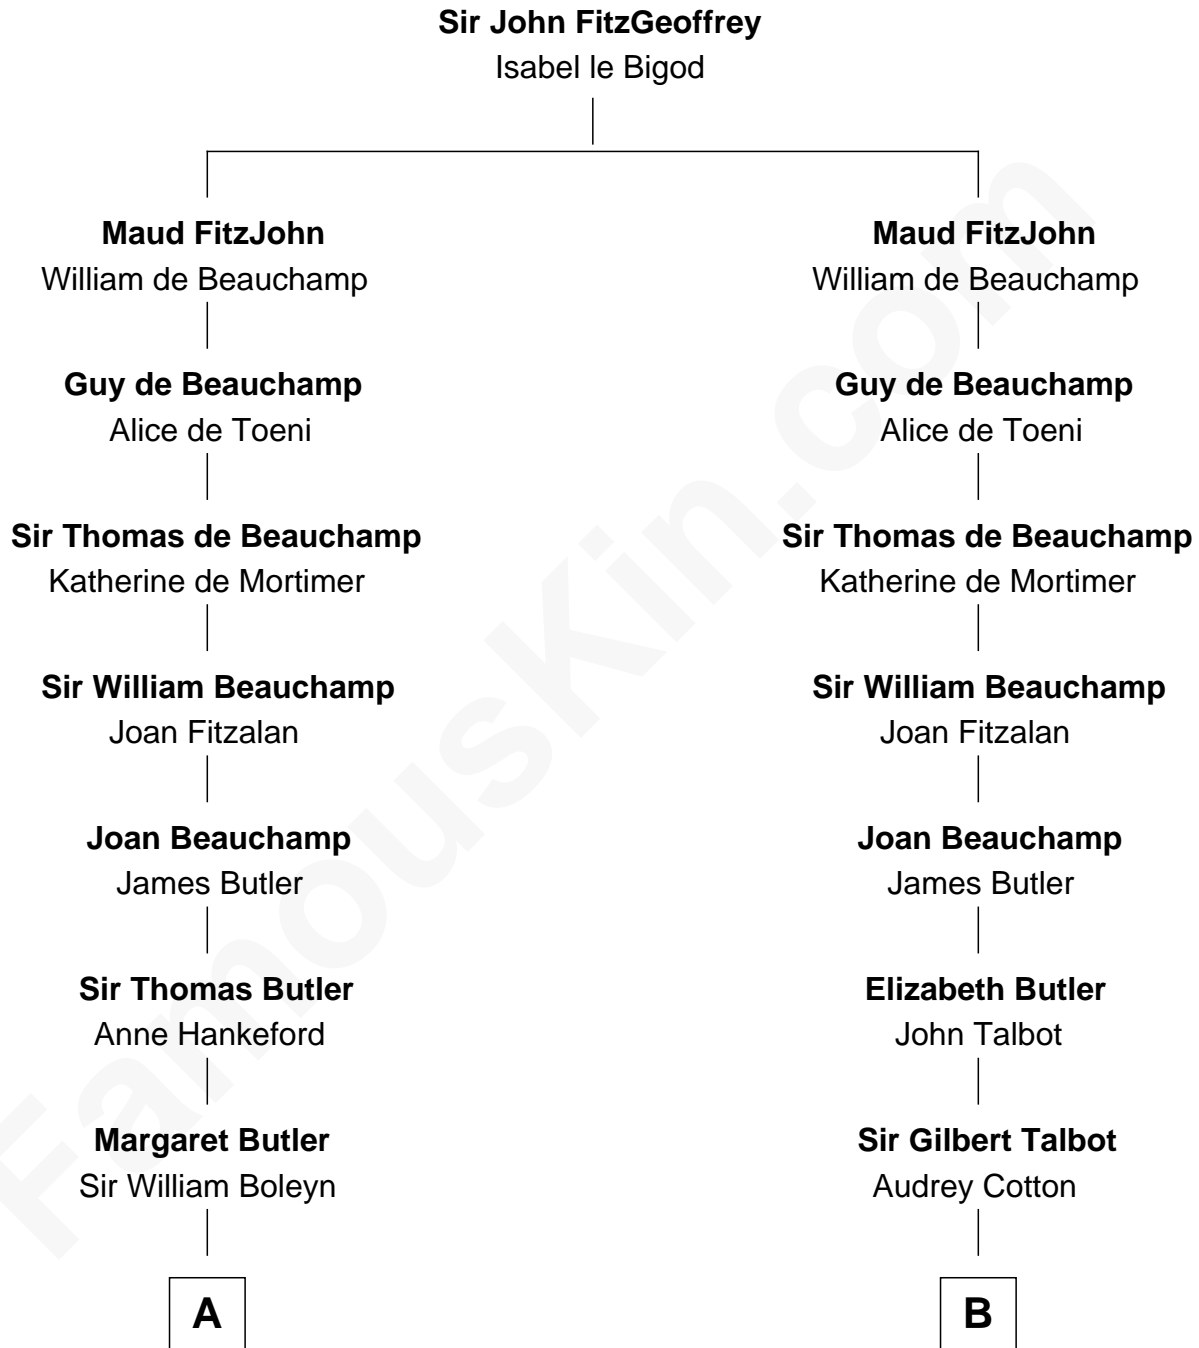 Sir John FitzGeoffrey
Isabel le Bigod
Maud FitzJohn
William de Beauchamp
Guy de Beauchamp
Alice de Toeni
Sir Thomas de Beauchamp
Katherine de Mortimer
Sir William Beauchamp
Joan Fitzalan
Joan Beauchamp
James Butler
Sir Thomas Butler
Anne Hankeford
Margaret Butler
Sir William Boleyn
A
Maud FitzJohn
William de Beauchamp
Guy de Beauchamp
Alice de Toeni
Sir Thomas de Beauchamp
Katherine de Mortimer
Sir William Beauchamp
Joan Fitzalan
Joan Beauchamp
James Butler
Elizabeth Butler
John Talbot
Sir Gilbert Talbot
Audrey Cotton
B
FamousKin.com